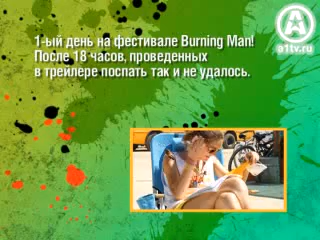 1-ый день на фестивале Burning Man!
После 18 часов, проведенных
в трейлере поспать так и не удалось.
A
a1tv.ru